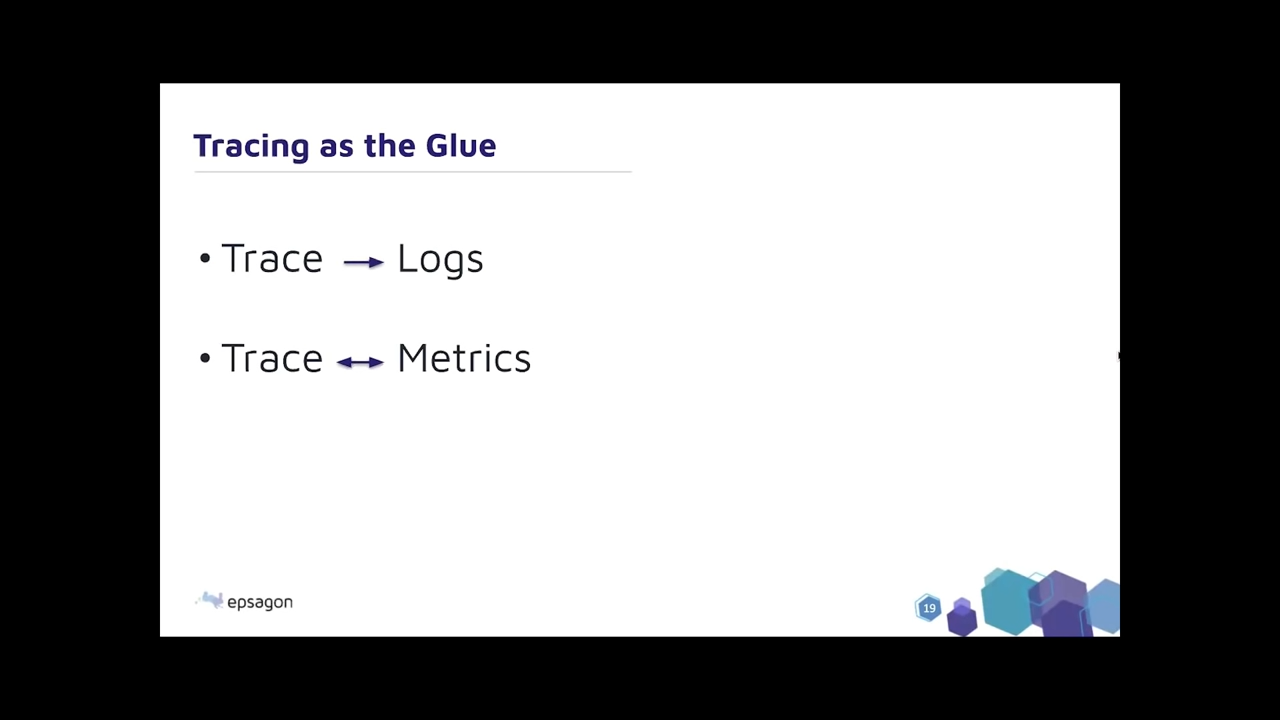 Tracing as the Glue
• Trace → Logs
• Trace ↔ Metrics
epsagon
19